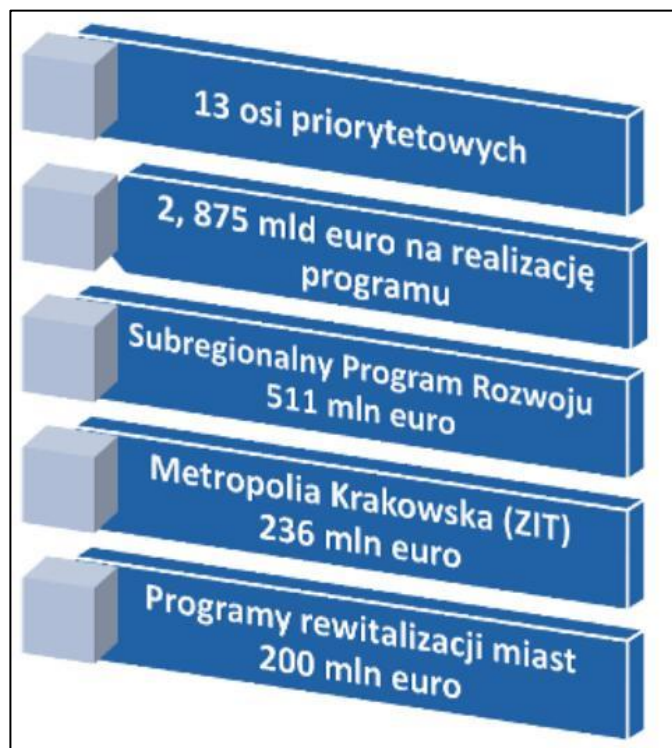 13 osi priorytetowych
2, 875 mld euro na realizację
programu
Subregionalny Program Rozwoju
511 mln euro
Metropolia Krakowska (ZIT)
236 mln euro
Programy rewitalizacji miast
200 mln euro